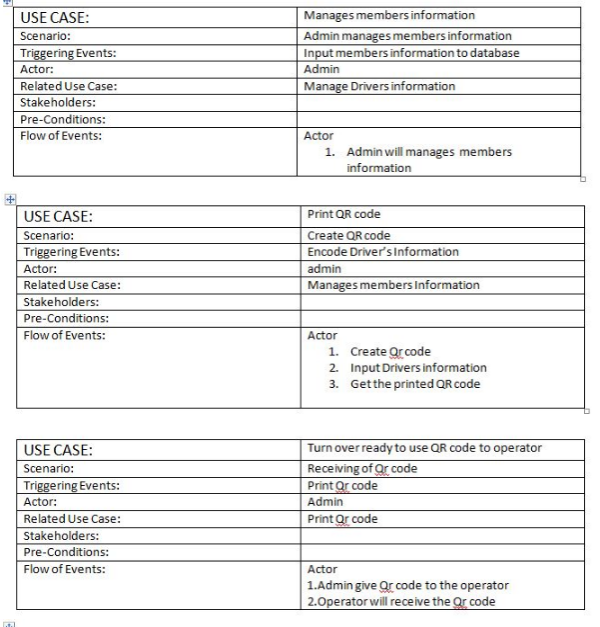 USE CASE: Manages members information
Scenario: Admin manages members information
Triggering Events: Input members information to database
Actor: Admin
Related Use Case: Manage Drivers information
Stakeholders:
Pre-Conditions:
Flow of Events: Actor
1. Admin will manages members
information
USE CASE: Print QR code
Scenario: Create QR code
Triggering Events: Encode Driver's Information
Actor: admin
Related Use Case: Manages members Information
Stakeholders:
Pre-Conditions:
Flow of Events: Actor
1. Create Qr code
2. Input Drivers information
3. Get the printed QR code
USE CASE: Turn over ready to use QR code to operator
Scenario: Receiving of Qr code
Triggering Events: Print Qr code
Actor: Admin
Related Use Case: Print Qr code
Stakeholders:
Pre-Conditions:
Flow of Events: Actor
1.Admin give Qr code to the operator
2.Operator will receive the Qr code